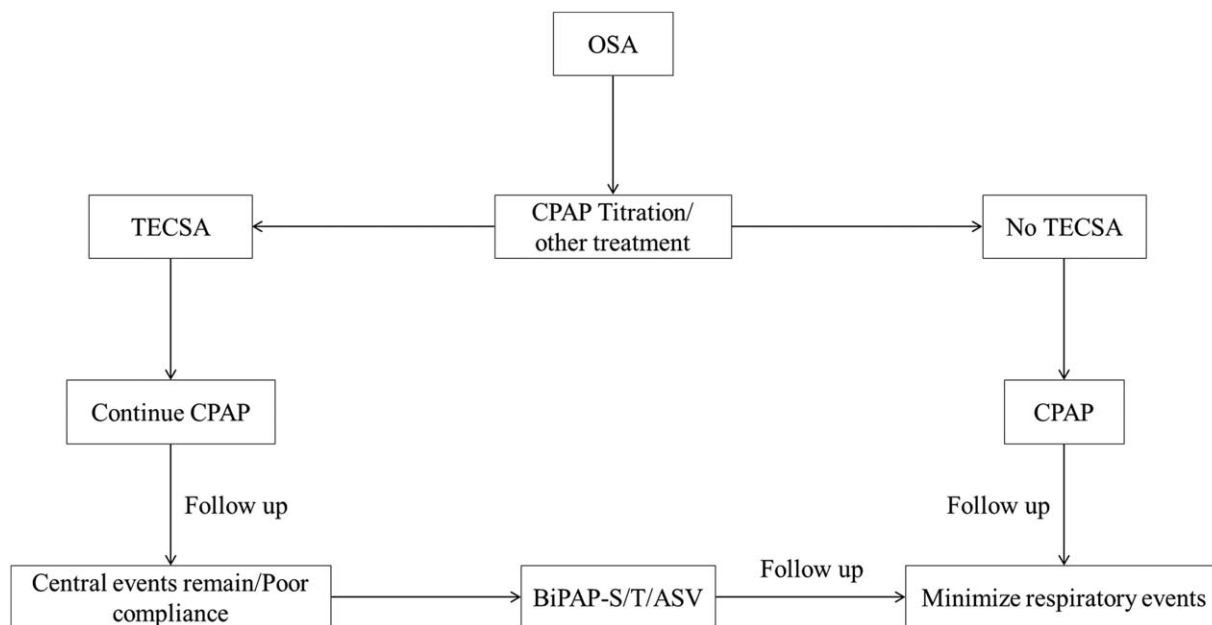 OSA
TECSA
CPAP Titration/
other treatment
No TECSA
Continue CPAP
CPAP
Follow up
Follow up
Central events remain/Poor
compliance
BiPAP-S/T/ASV
Follow up
Minimize respiratory events